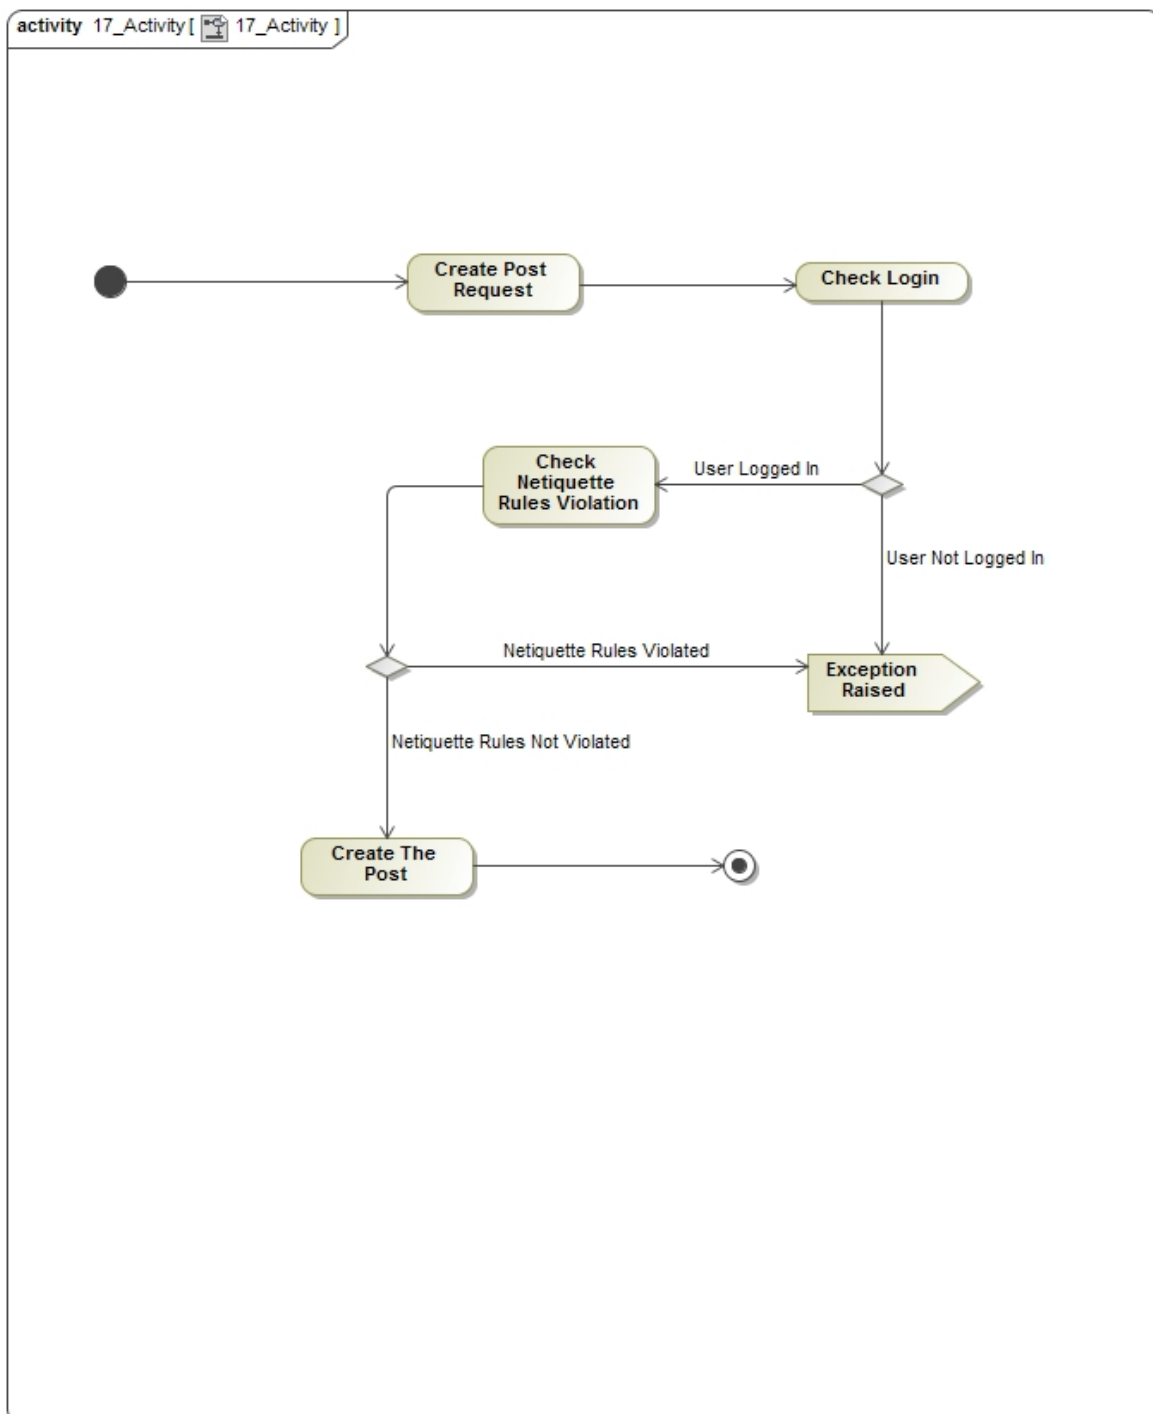 activity 17_Activity [ 17_Activity ]
Create Post
Request
Check Login
Check
Netiquette
Rules Violation
User Logged In
User Not Logged In
Netiquette Rules Violated
Exception
Raised
Netiquette Rules Not Violated
Create The
Post